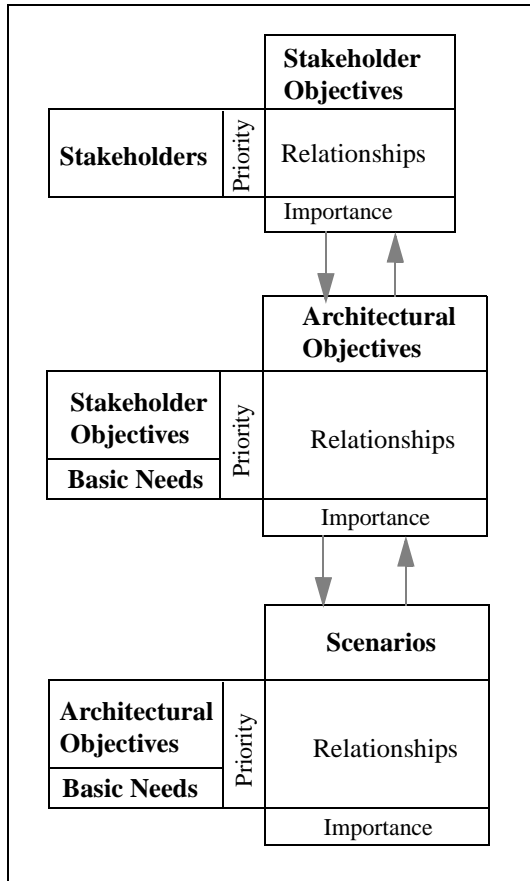 Stakeholder
Objectives
Stakeholders
Priority
Relationships
Importance
Architectural
Objectives
Stakeholder
Objectives
Basic Needs
Priority
Relationships
Importance
Scenarios
Architectural
Objectives
Basic Needs
Priority
Relationships
Importance